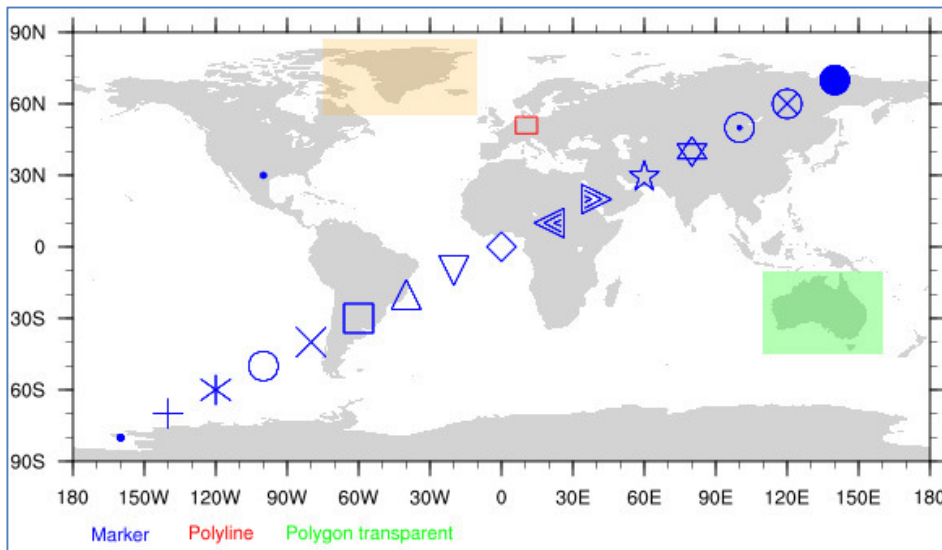 90N
60N
30N
0
30S
60S
90S
180 150W 120W 90W 60W 30W 0 30E 60E 90E 120E 150E 180
Marker Polyline Polygon transparent